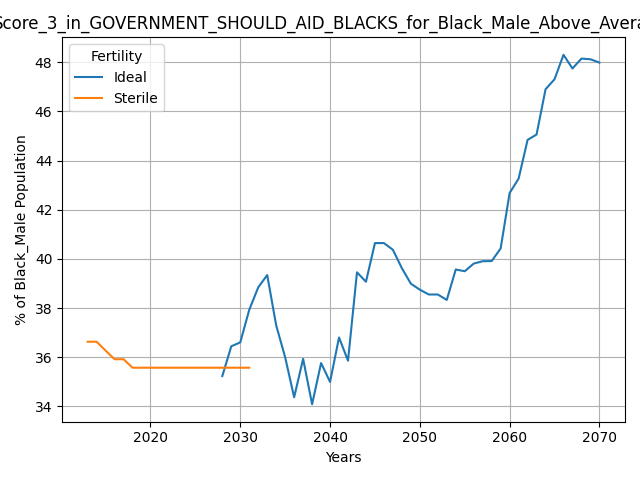 Score_3_in_GOVERNMENT_SHOULD_AID_BLACKS_for_Black_Male_Above_Avera
Fertility
Ideal
Sterile
% of Black_Male Population
48
46
44
42
40
38
36
34
2020 2030 2040 2050 2060 2070
Years